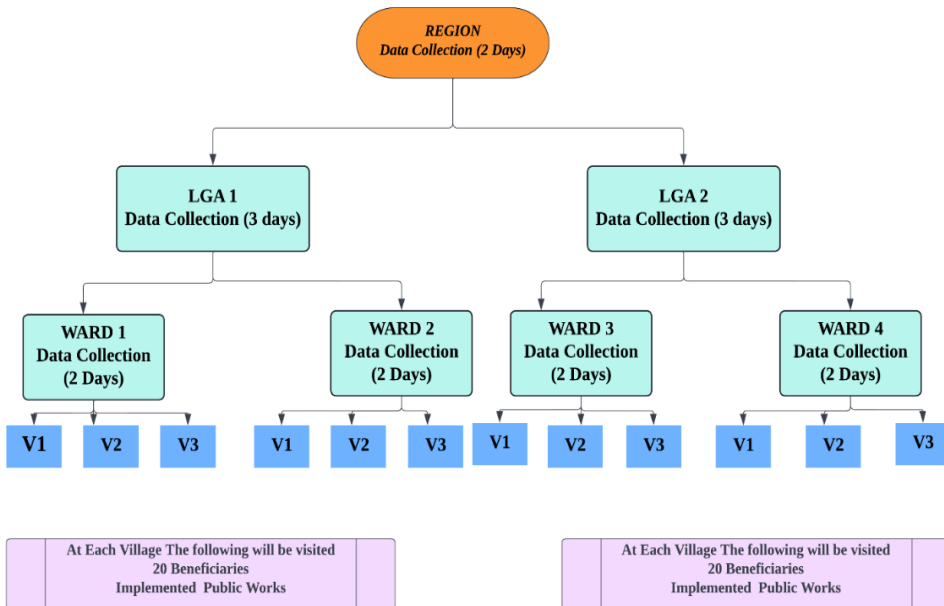 REGION
Data Collection (2 Days)
LGA 1
Data Collection (3 days)
LGA 2
Data Collection (3 days)
WARD 1
Data Collection
(2 Days)
WARD 2
Data Collection
(2 Days)
WARD 3
Data Collection
(2 Days)
WARD 4
Data Collection
(2 Days)
V1
V2
V3
V1
V2
V3
V1
V2
V3
V1
V2
V3
At Each Village The following will be visited
20 Beneficiaries
Implemented Public Works
At Each Village The following will be visited
20 Beneficiaries
Implemented Public Works